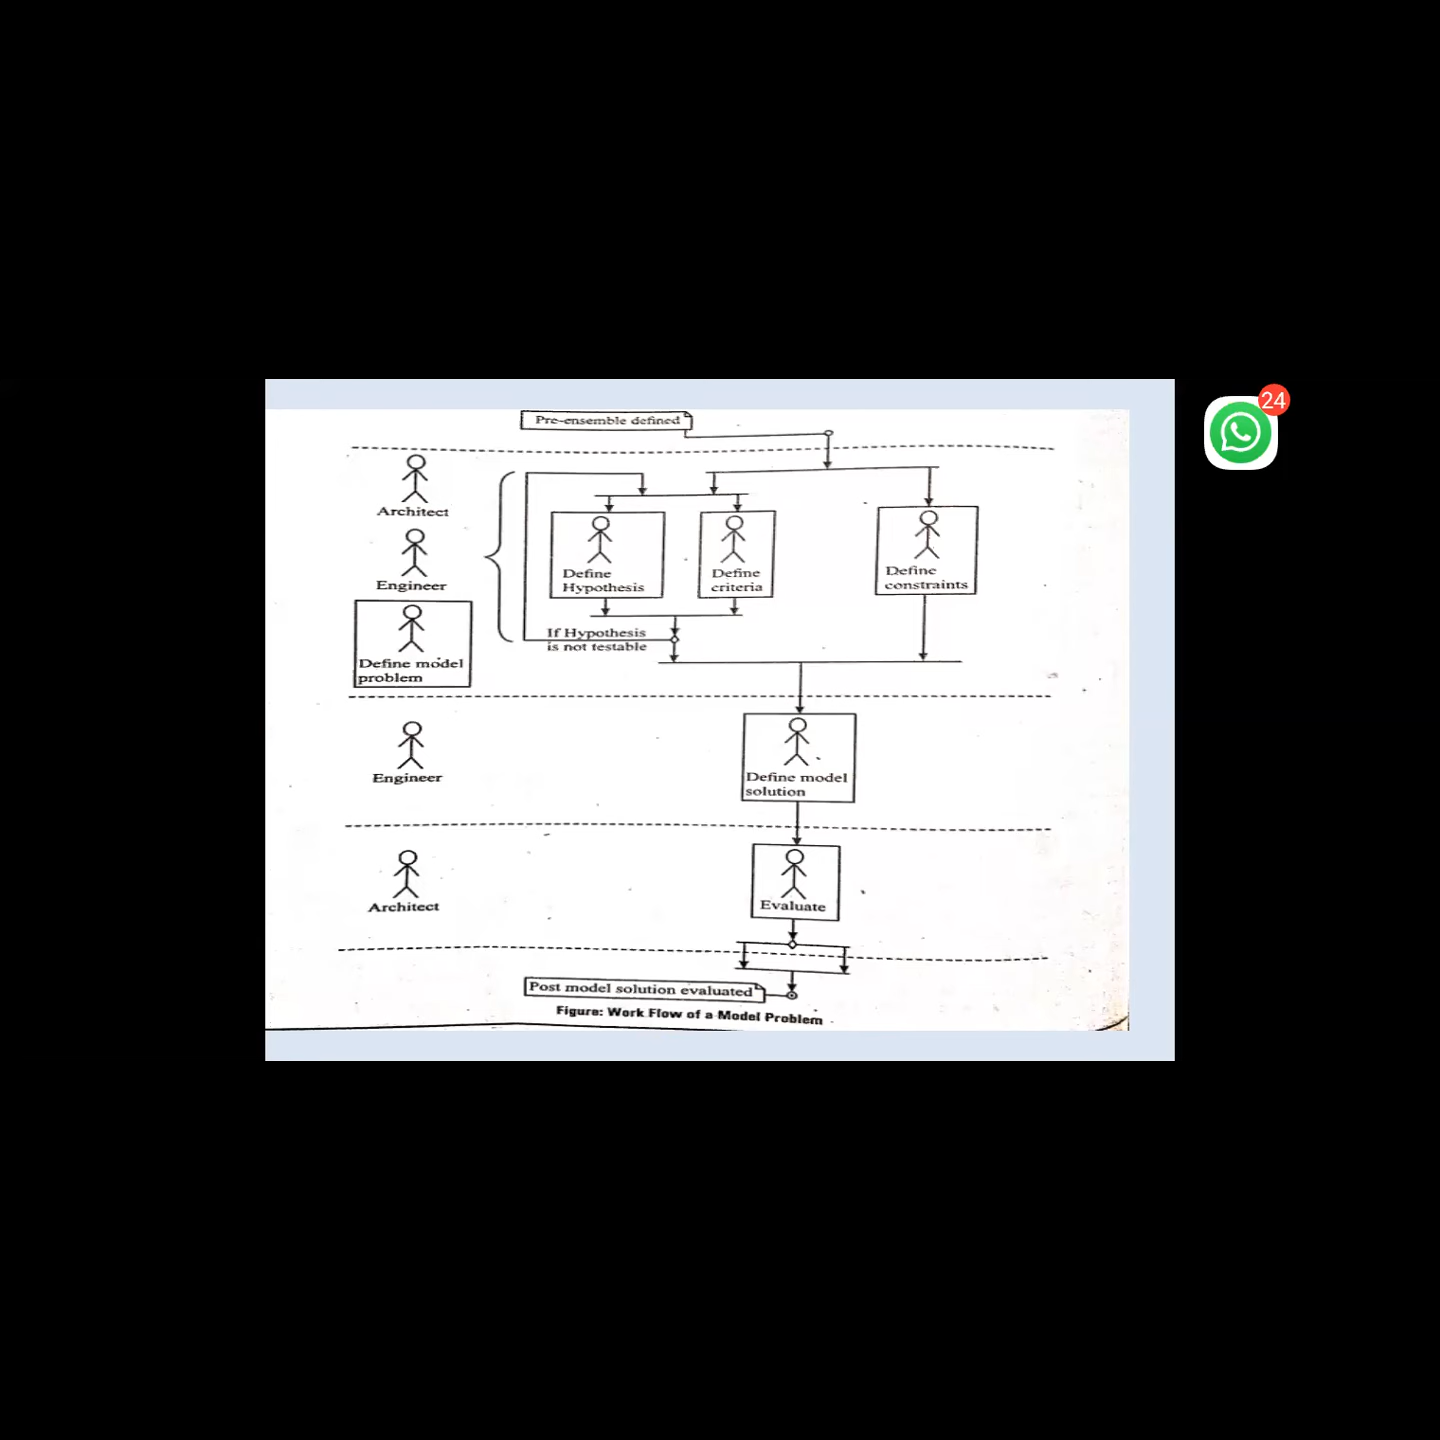 24
Pre-ensemble defined
Architect
Engineer
Define model
problem
Define
Hypothesis
Define
criteria
Define
constraints
If Hypothesis
is not testable
Engineer
Define model
solution
Architect
Evaluate
Post model solution evaluated
Figure: Work Flow of a Model Problem